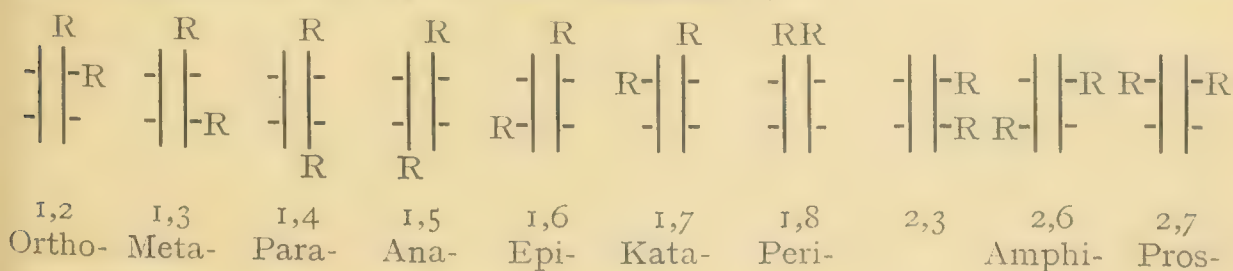 R R R R R R RR
R R R R R-R
R R R R
R R
1,2 1,3 1,4 1,5 1,6 1,7 1,8 2,3 2,6 2,7
Ortho- Meta- Para- Ana- Epi- Kata- Peri- Amphi- Pros-